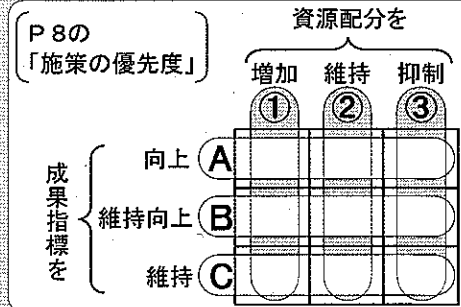 P8の
「施策の優先度」
資源配分を
増加 維持 抑制
① ② ③
成果指標を
向上 A
維持向上 B
維持 C